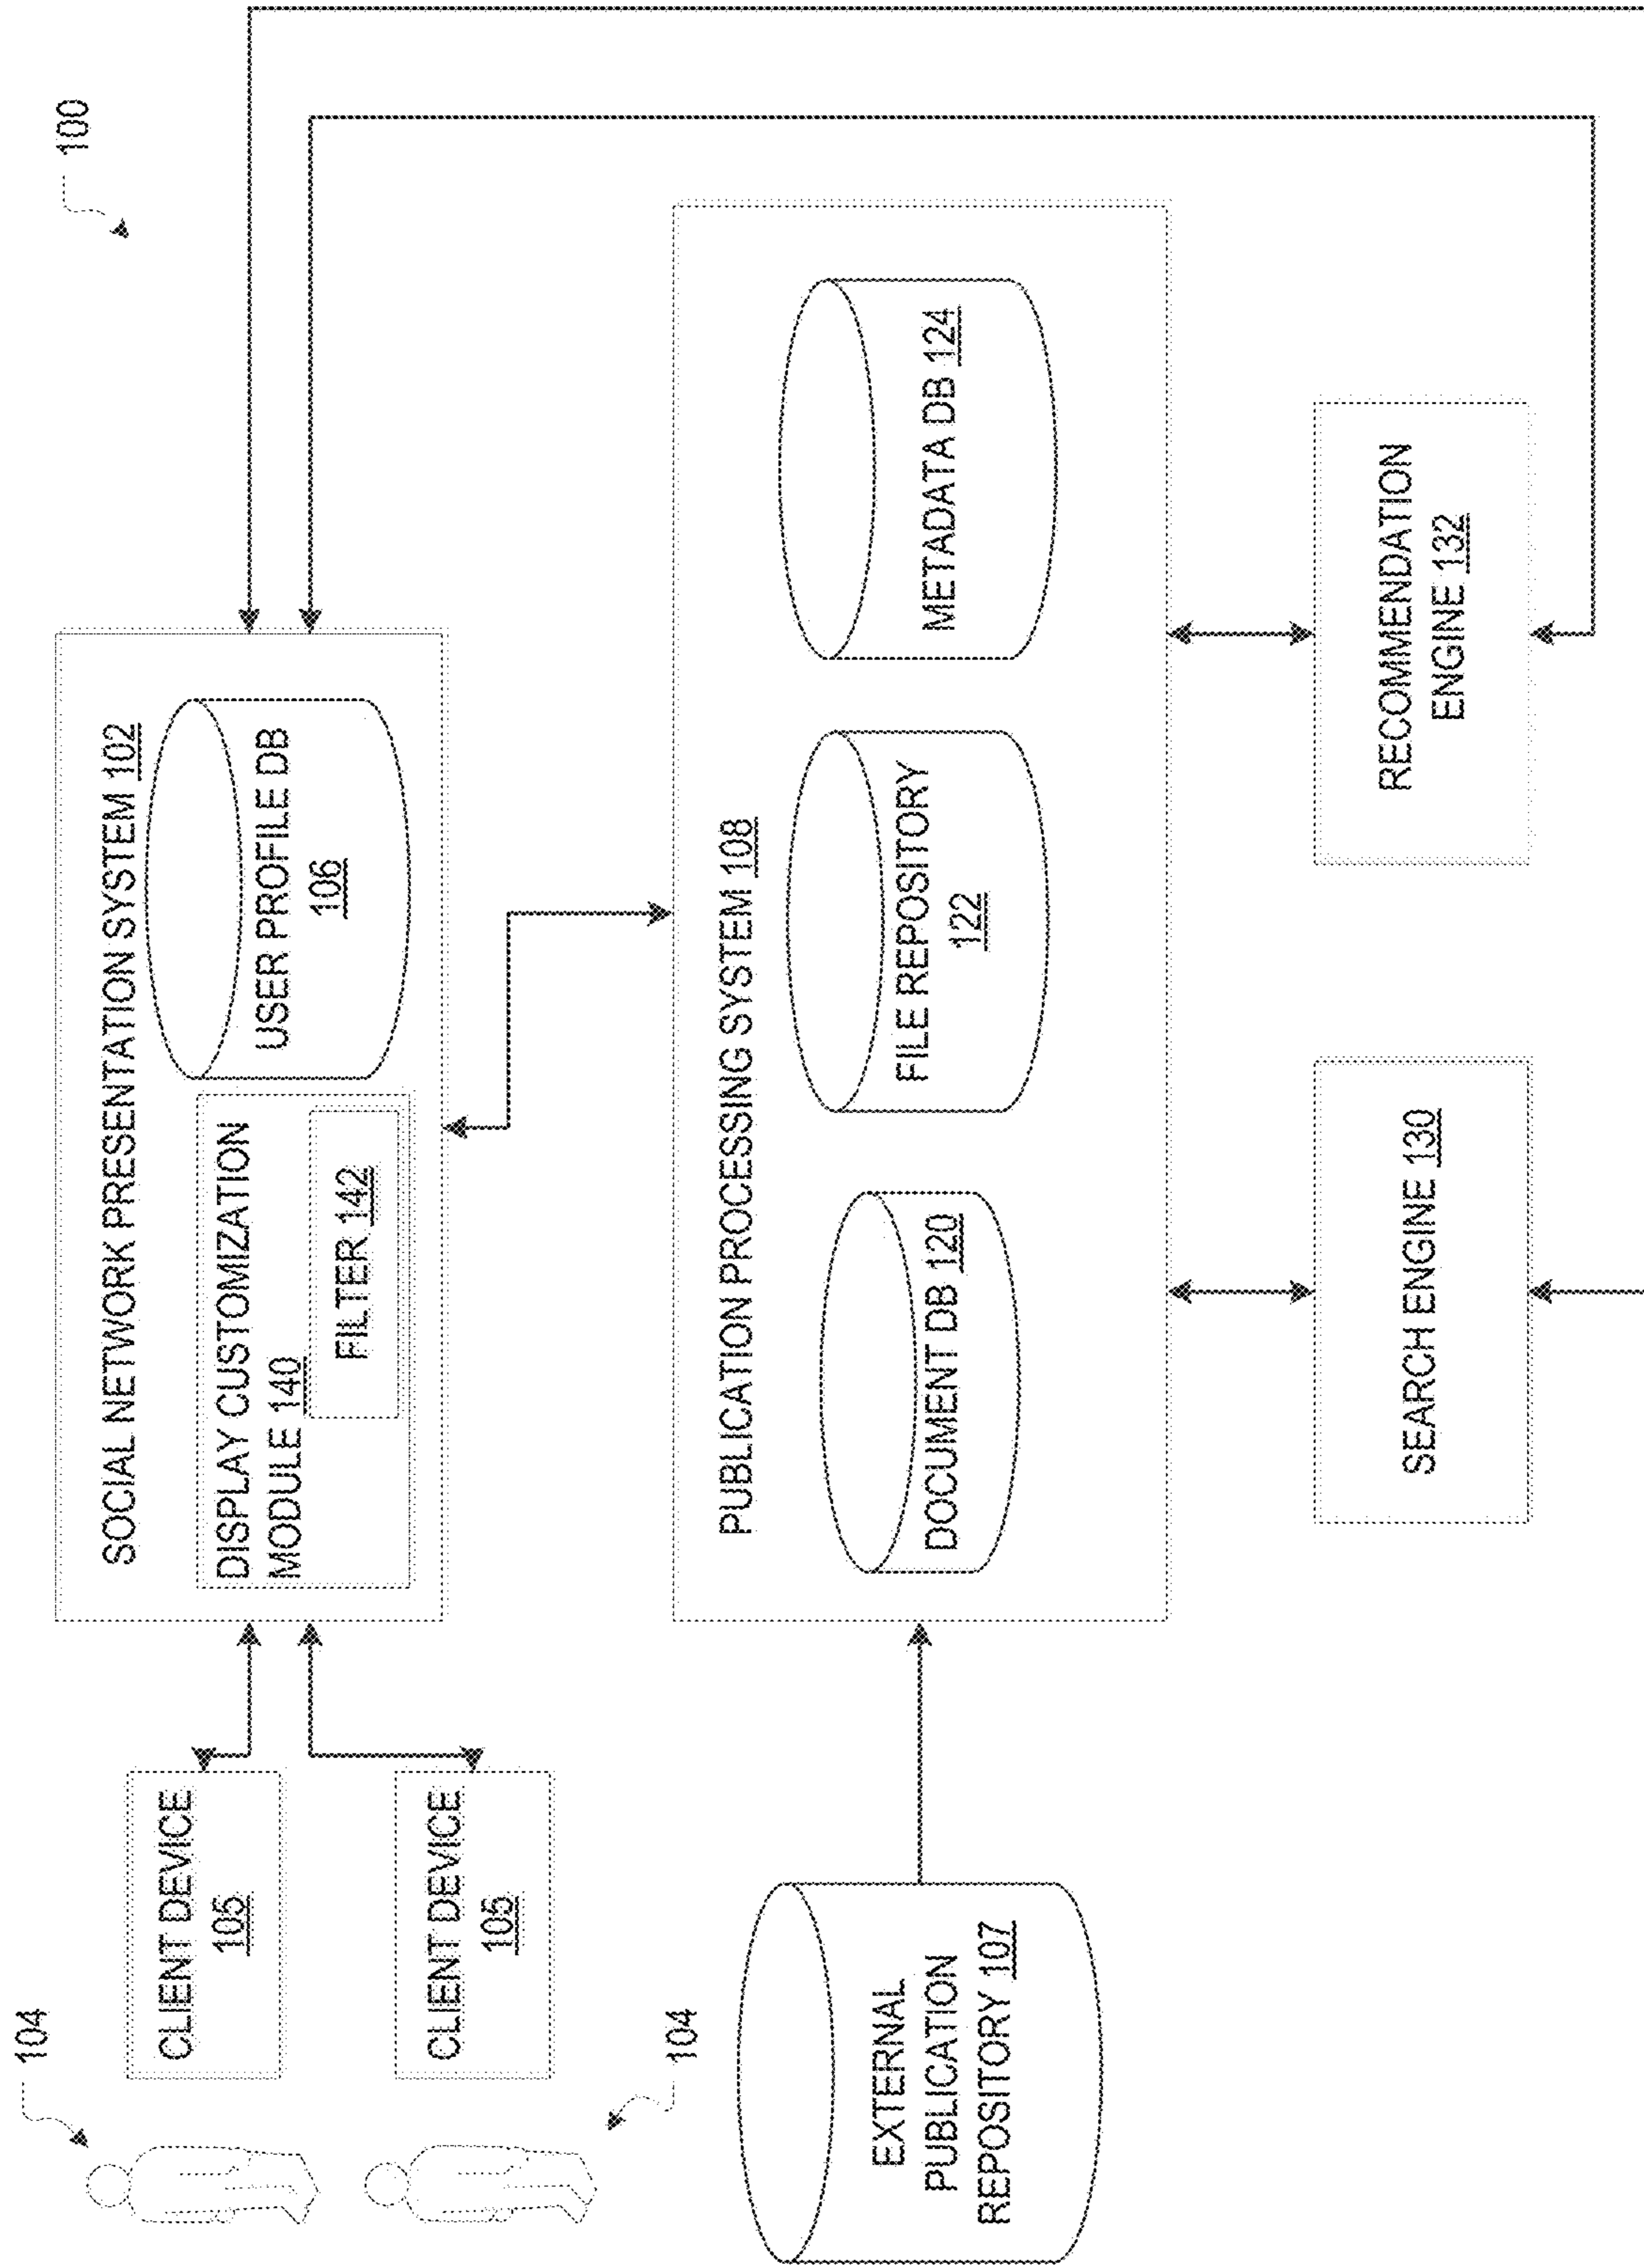 100
104
104
CLIENT DEVICE
105
CLIENT DEVICE
105
SOCIAL NETWORK PRESENTATION SYSTEM 102
DISPLAY CUSTOMIZATION
MODULE 140
FILTER 142
USER PROFILE DB
106
EXTERNAL
PUBLICATION
REPOSITORY 107
PUBLICATION PROCESSING SYSTEM 108
DOCUMENT DB 120
FILE REPOSITORY
122
METADATA DB 124
SEARCH ENGINE 130
RECOMMENDATION
ENGINE 132